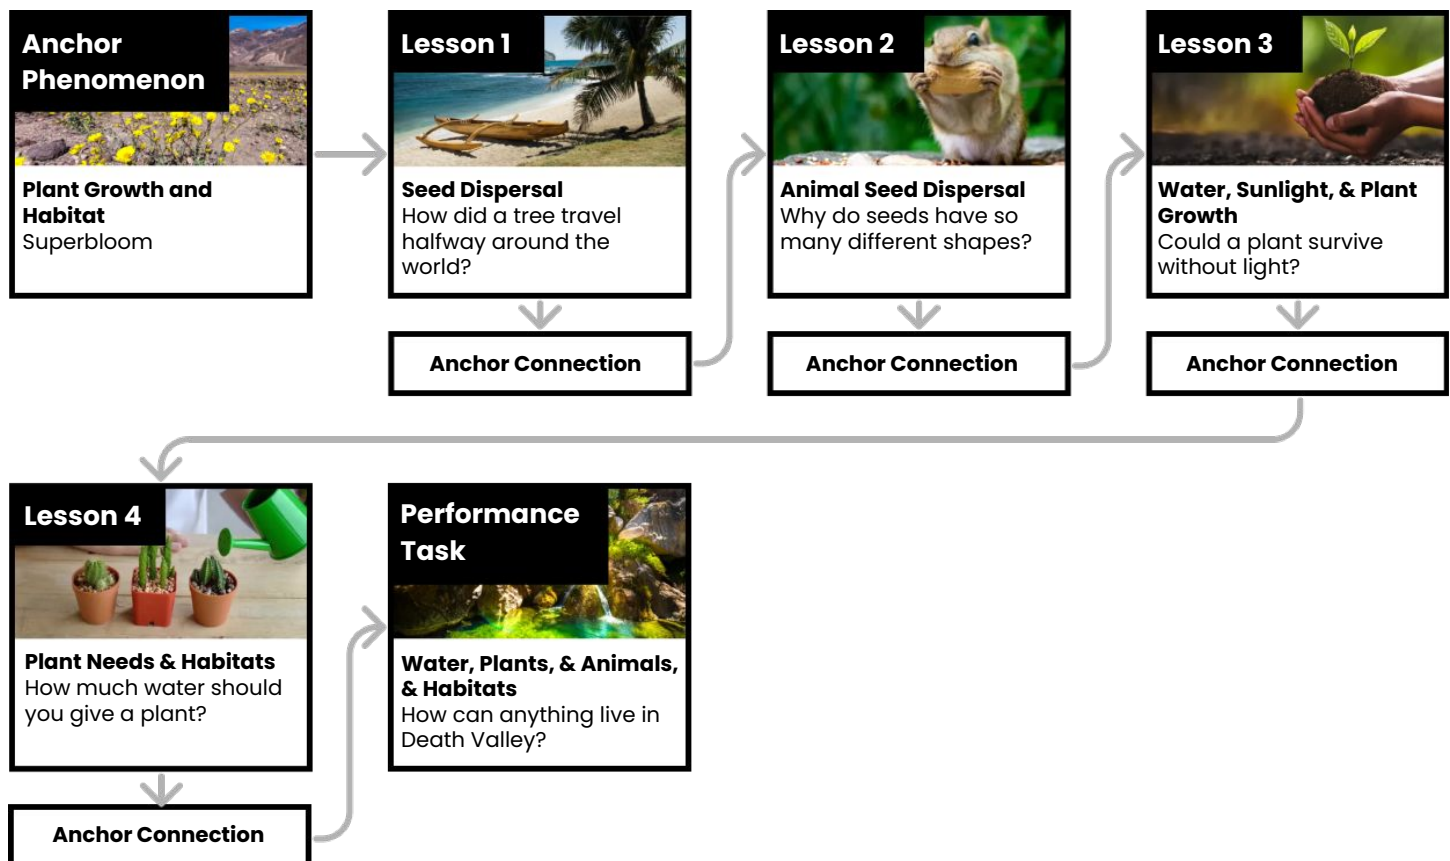 Anchor
Phenomenon
Plant Growth and
Habitat
Superbloom
Lesson 1
Seed Dispersal
How did a tree travel
halfway around the
world?
Anchor Connection
Lesson 2
Animal Seed Dispersal
Why do seeds have so
many different shapes?
Anchor Connection
Lesson 3
Water, Sunlight, & Plant
Growth
Could a plant survive
without light?
Anchor Connection
Lesson 4
Plant Needs & Habitats
How much water should
you give a plant?
Anchor Connection
Performance
Task
Water, Plants, & Animals,
& Habitats
How can anything live in
Death Valley?